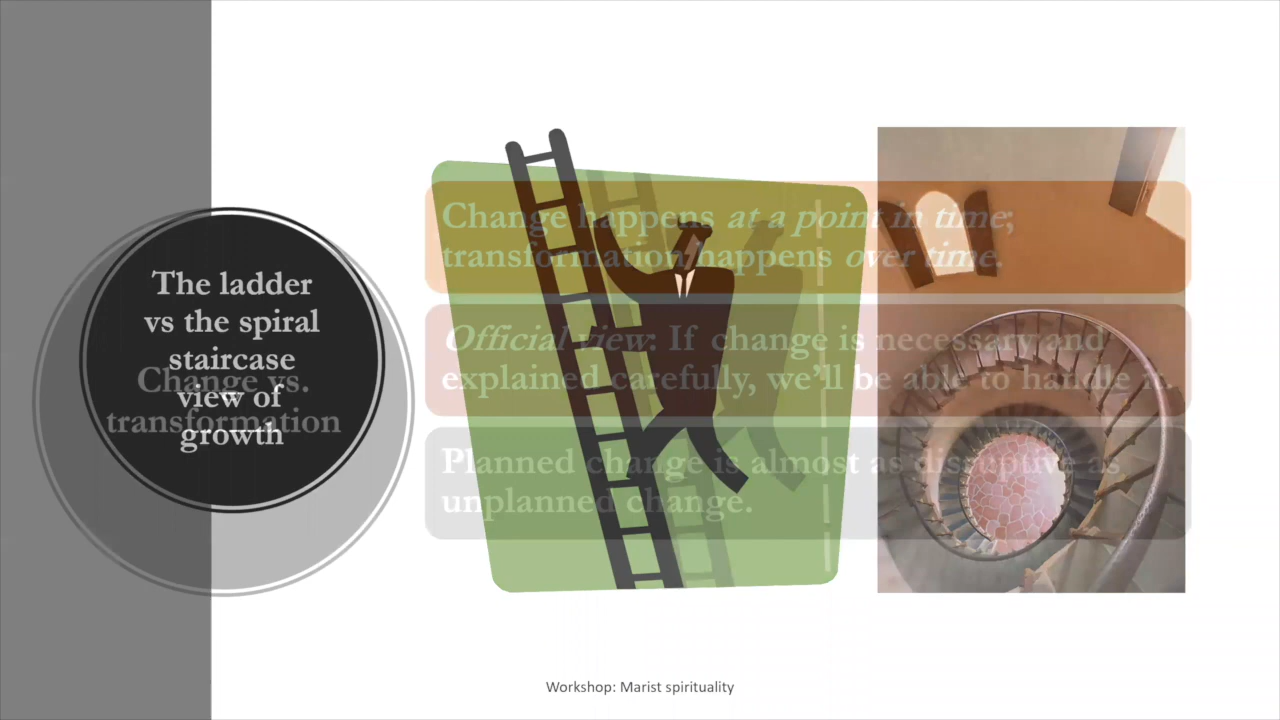 The ladder
vs the spiral
staircase
view of
growth
Change vs.
transformation
Change happens at a point in time;
transformation happens over time.
Official view: If change is necessary and
explained carefully, we'll be able to handle
Planned change is almost as disruptive as
unplanned change.
Workshop: Marist spirituality